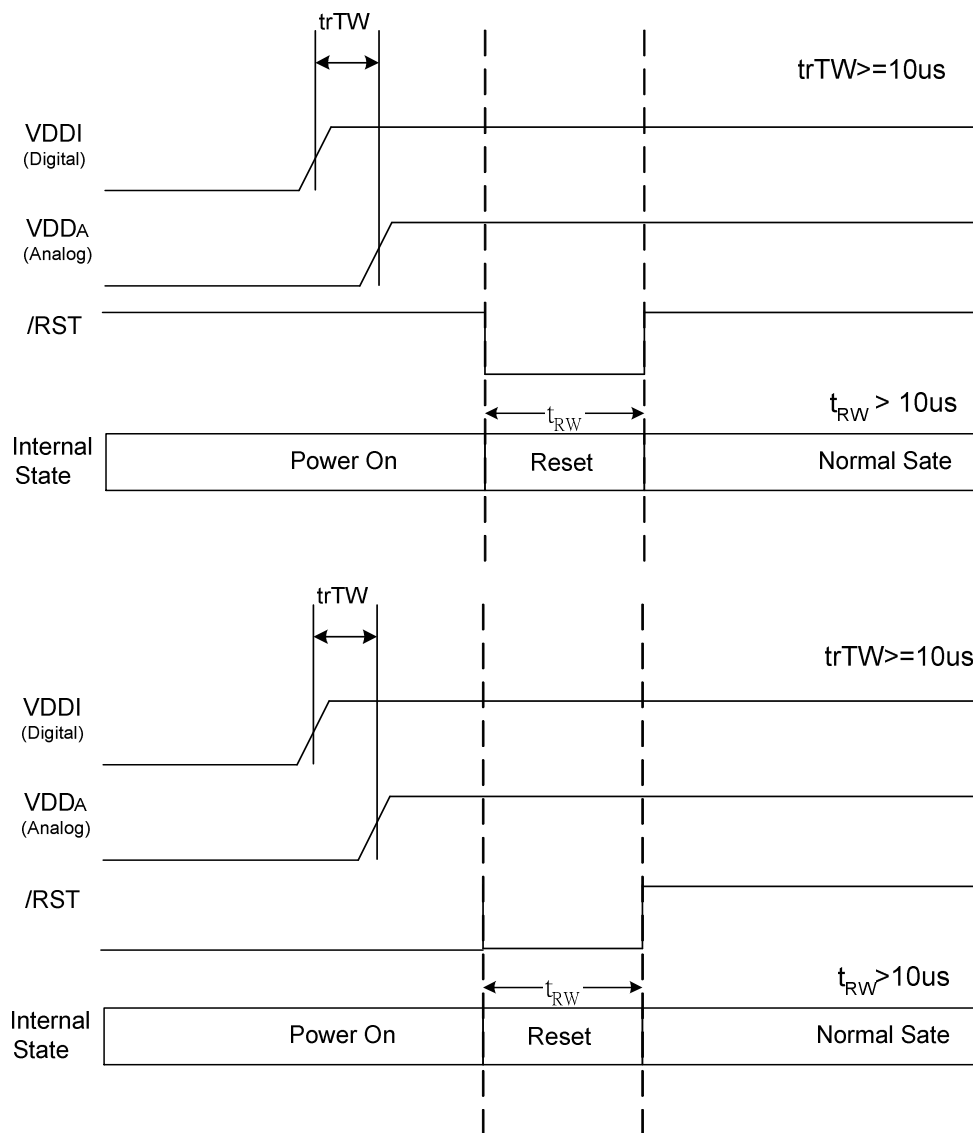 trTW
trTW>=10us
VDDI
(Digital)
VDDA
(Analog)
/RST
tRW
tRW > 10us
Internal
State
Power On
Reset
Normal Sate
trTW
trTW>=10us
VDDI
(Digital)
VDDA
(Analog)
/RST
tRW
tRW>10us
Internal
State
Power On
Reset
Normal Sate